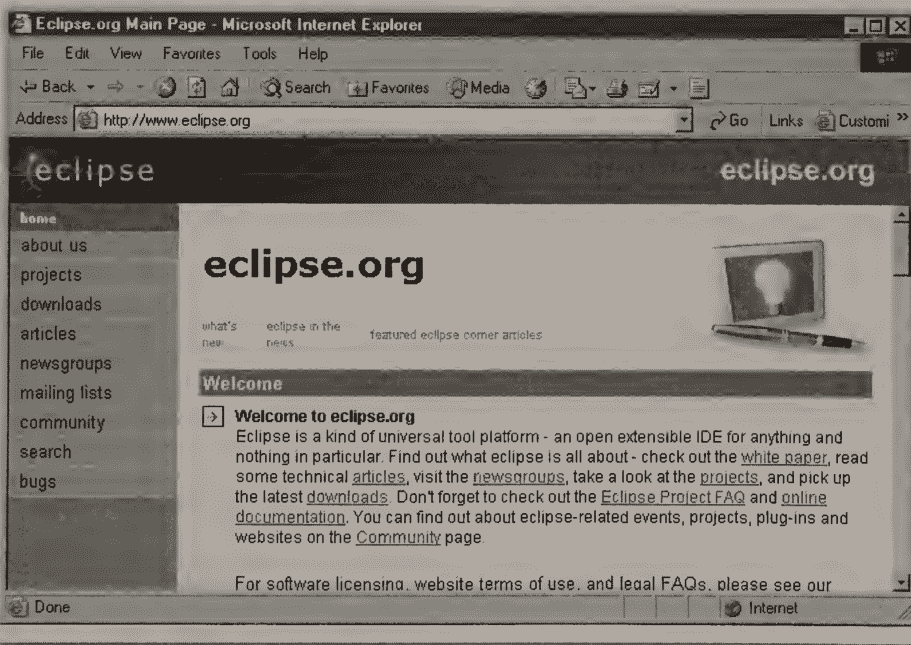 Eclipse.org Main Page - Microsoft Internet Explorer
File Edit View Favorites Tools Help
Back Search Favorites Media
Address http://www.eclipse.org Go Links Customi »
eclipse eclipse.org
home
about us
projects
downloads
articles
newsgroups
mailing lists
community
search
bugs
eclipse.org
what's new
eclipse in the news
featured eclipse corner articles
Welcome
Welcome to eclipse.org
Eclipse is a kind of universal tool platform - an open extensible IDE for anything and
nothing in particular. Find out what eclipse is all about - check out the white paper, read
some technical articles, visit the newsgroups, take a look at the projects, and pick up
the latest downloads. Don't forget to check out the Eclipse Project FAQ and online
documentation. You can find out about eclipse-related events, projects, plug-ins and
websites on the Community page.
For software licensing, website terms of use, and legal FAQs, please see our
Done Internet